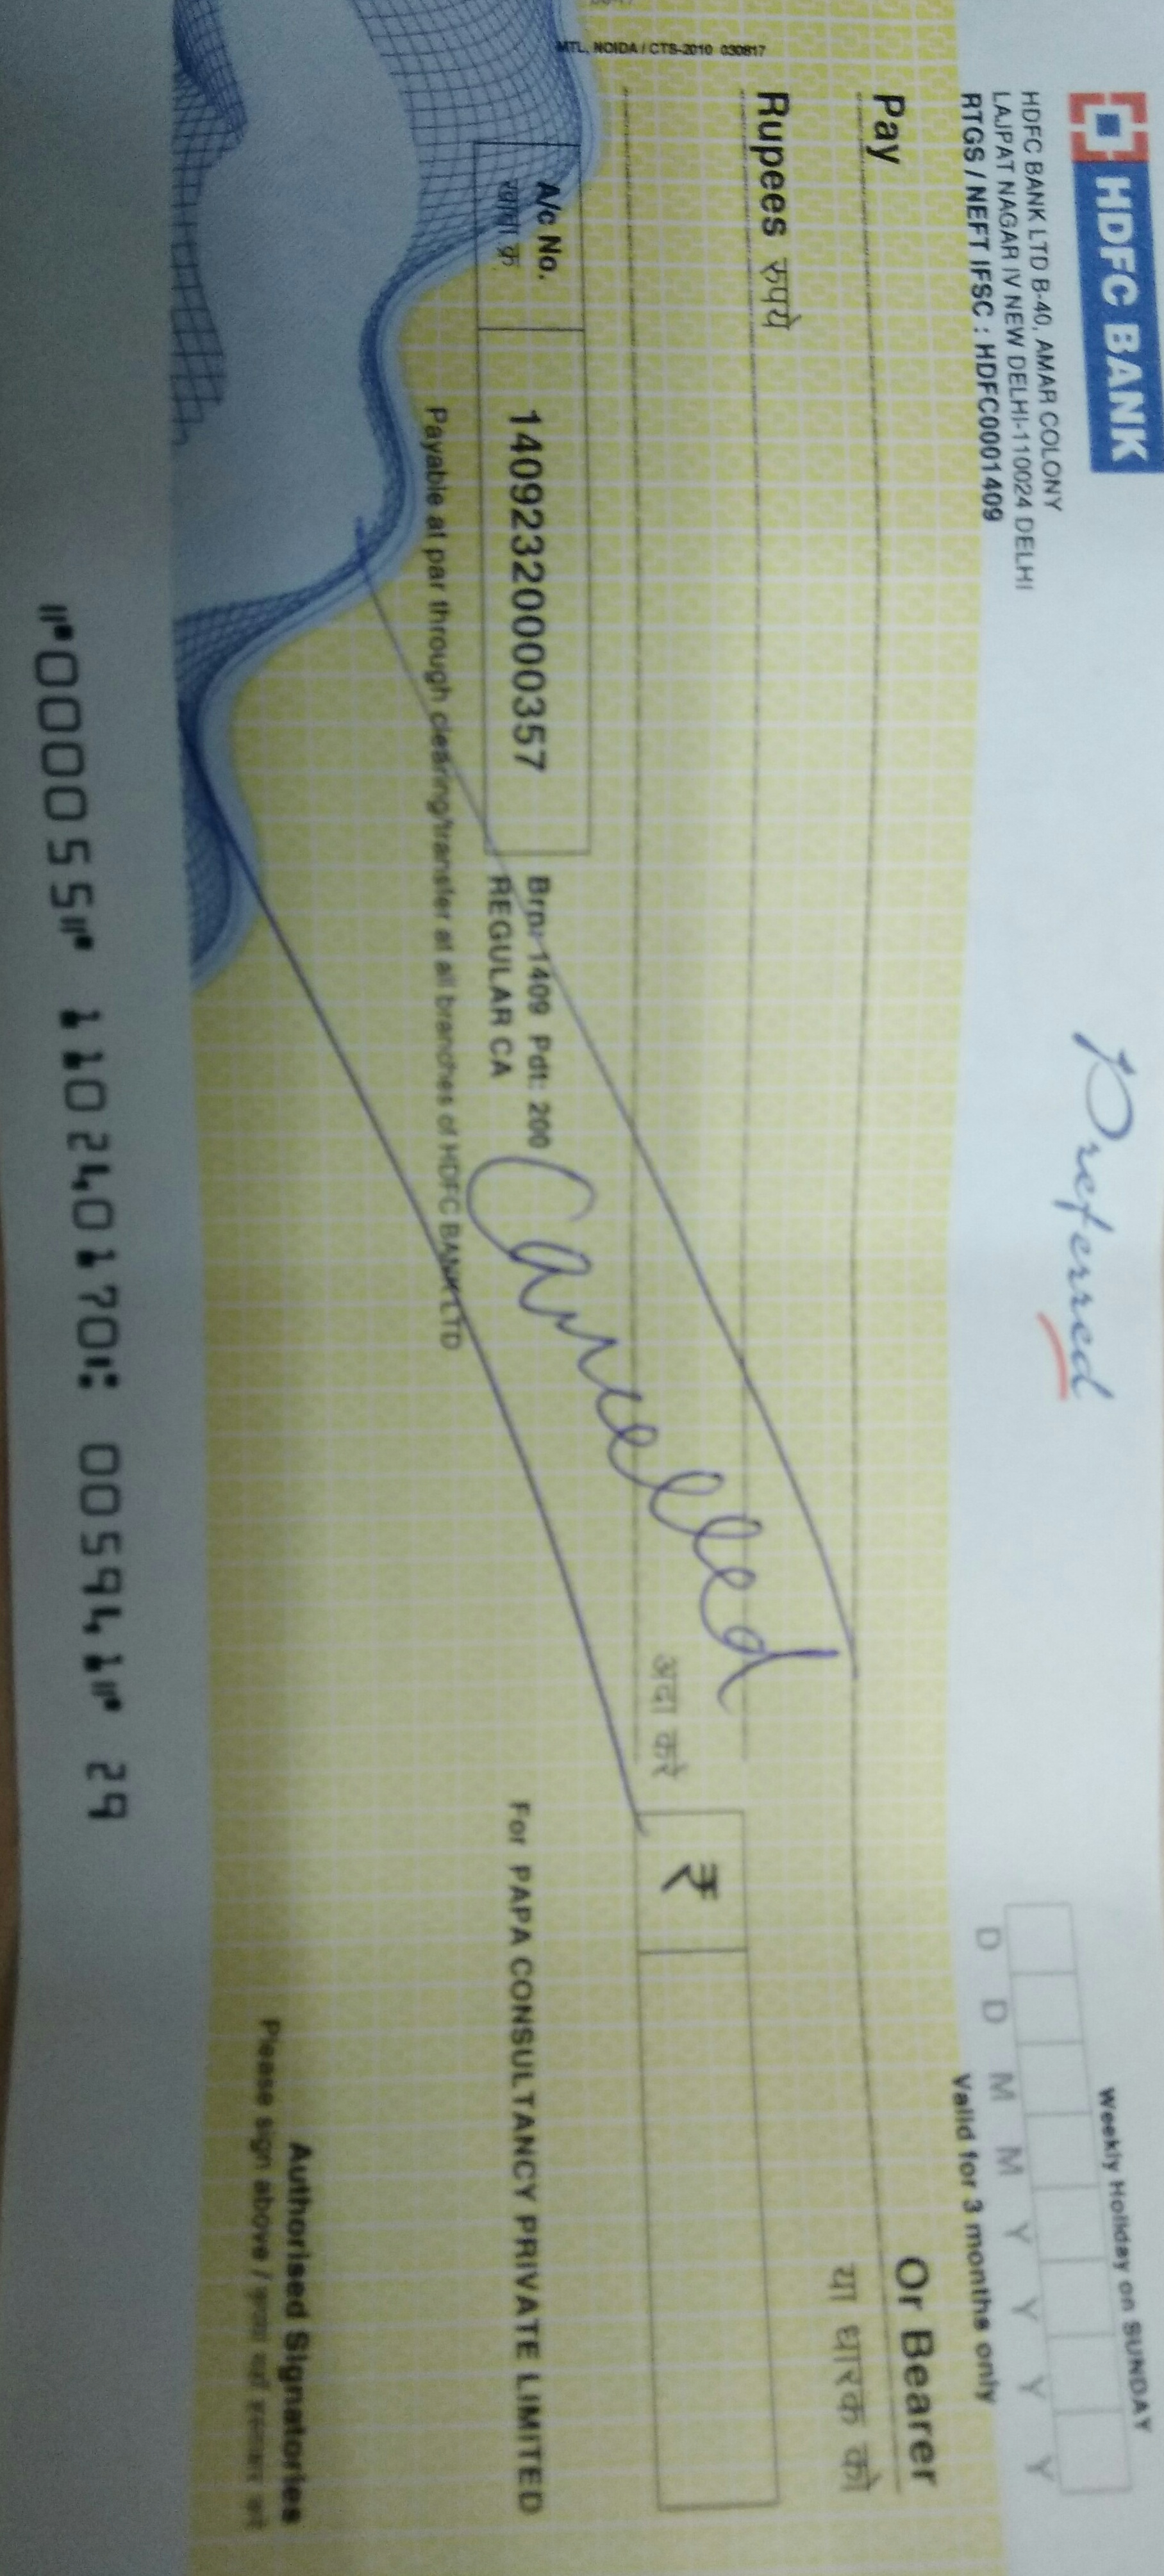 HDFC BANK
Preferred
Weekly Holiday on SUNDAY
HDFC BANK LTD B-40, AMAR COLONY
LAJPAT NAGAR IV NEW DELHI-110024 DELHI
RTGS / NEFT IFSC : HDFC0001409
D D M M Y Y Y Y
Valid for 3 months only
Pay
Or Bearer
या धारक को
Rupees रुपये
अदा करे
₹
Cancelled
A/c No.
खाता क्र.
14092320000357
Brn: 1409 Pdt: 200
REGULAR CA
For PAPA CONSULTANCY PRIVATE LIMITED
Payable at par through clearing/transfer at all branches of HDFC BANK LTD
MTL, NOIDA / CTS-2010 030817
Authorised Signatories
Please sign above /
⑈000055⑈ 110240170⑆ 005941⑈ 29